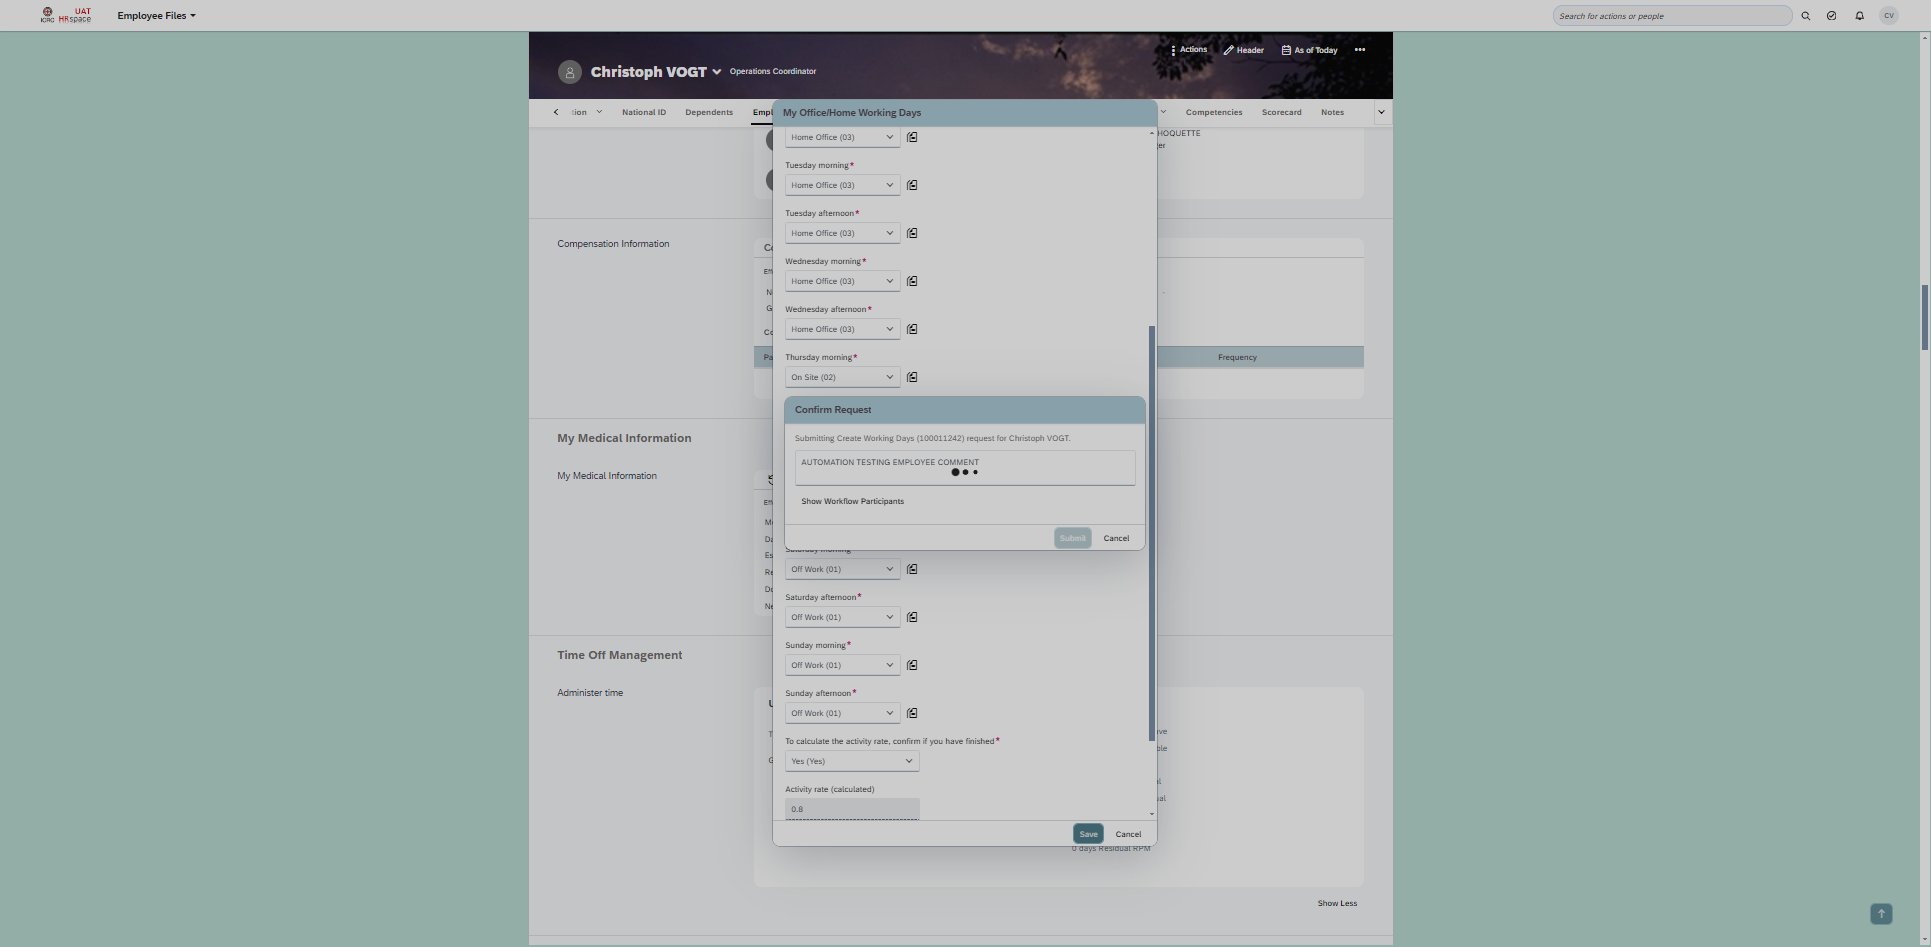 ICRC
UAT
HRspace
Employee Files
Search for actions or people
CV
Christoph VOGT
Operations Coordinator
Actions
Header
As of Today
National ID
Dependents
Empl
Competencies
Scorecard
Notes
My Office/Home Working Days
HOQUETTE
Home Office (03)
Tuesday morning*
Home Office (03)
Tuesday afternoon*
Home Office (03)
Compensation Information
Wednesday morning*
Home Office (03)
Wednesday afternoon*
Home Office (03)
Thursday morning*
Frequency
On Site (02)
Confirm Request
My Medical Information
Submitting Create Working Days (100011242) request for Christoph VOGT.
AUTOMATION TESTING EMPLOYEE COMMENT
My Medical Information
Show Workflow Participants
Submit
Cancel
Saturday morning
Off Work (01)
Saturday afternoon*
Off Work (01)
Sunday morning*
Time Off Management
Off Work (01)
Administer time
Sunday afternoon*
Off Work (01)
To calculate the activity rate, confirm if you have finished*
Yes (Yes)
Activity rate (calculated)
0.8
Save
Cancel
0 days Residual RPM
Show Less